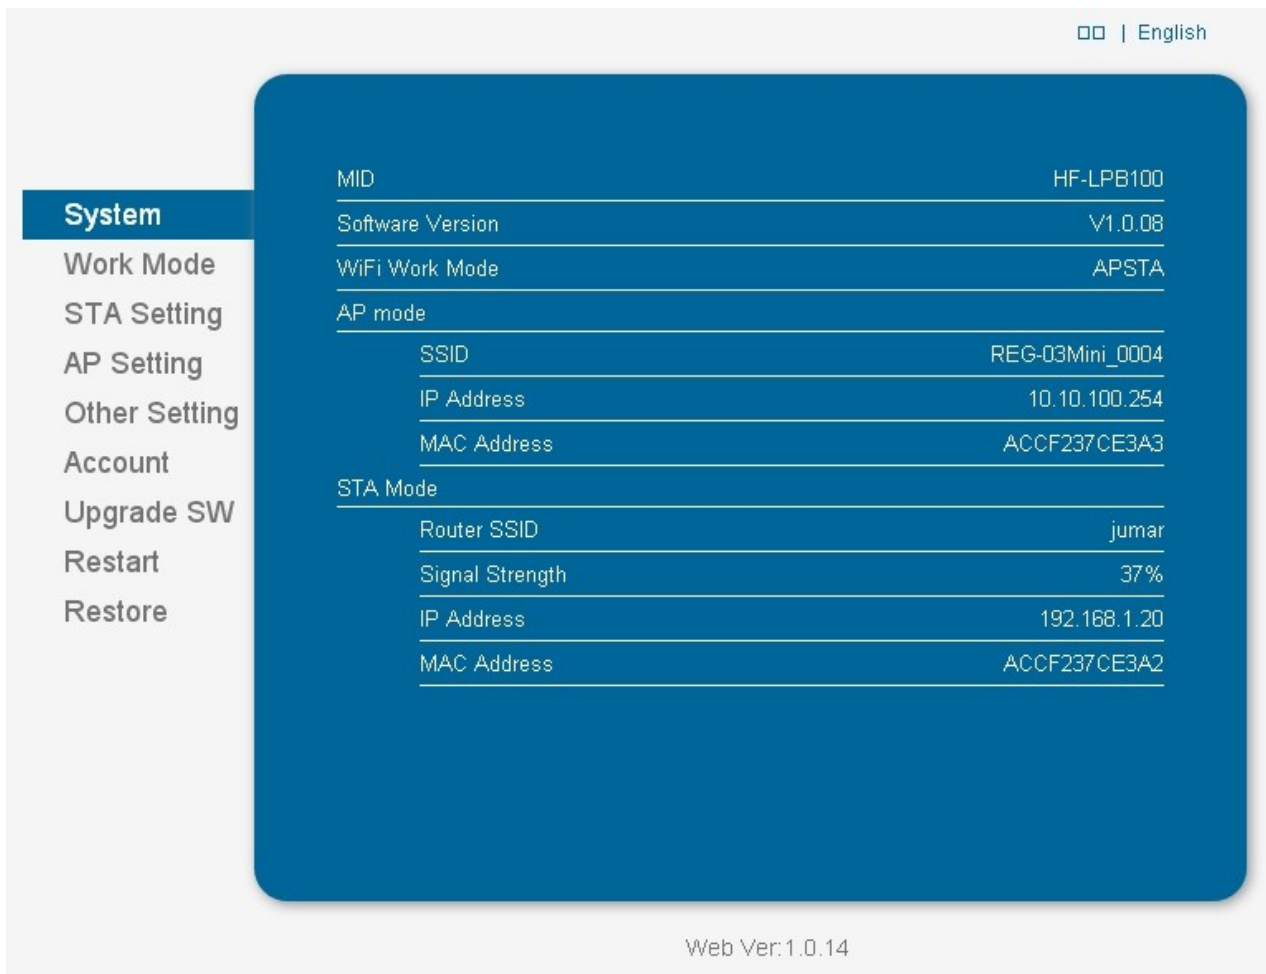 □□ | English
MID HF-LPB100
System
Software Version V1.0.08
Work Mode
WiFi Work Mode APSTA
STA Setting
AP mode
AP Setting
SSID REG-03Mini_0004
Other Setting
IP Address 10.10.100.254
Account
MAC Address ACCF237CE3A3
STA Mode
Upgrade SW
Router SSID jumar
Restart
Signal Strength 37%
Restore
IP Address 192.168.1.20
MAC Address ACCF237CE3A2
Web Ver:1.0.14